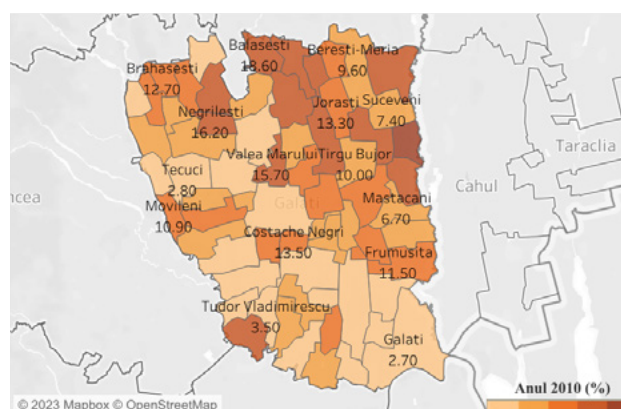 Balasesti
18.60
Beresti-Meria
9.60
Brahasesti
12.70
Negrilesti
16.20
Jorasti
13.30
Suceveni
7.40
Taraclia
Valea Marului
15.70
Tirgu Bujor
10.00
Tecuci
2.80
Cahul
ncea
Galati
Mastacani
6.70
Movileni
10.90
Costache Negri
13.50
Frumusita
11.50
Tudor Vladimirescu
3.50
Galati
2.70
Anul 2010 (%)
© 2023 Mapbox © OpenStreetMap